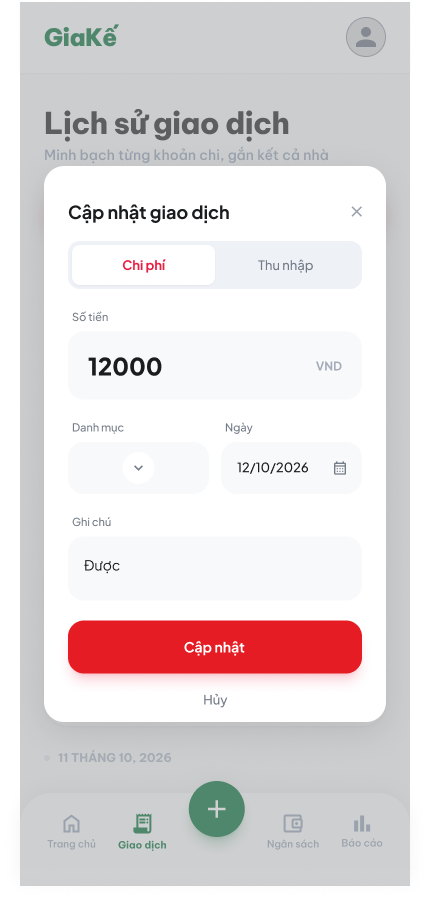 GiaKế
Lịch sử giao dịch
Minh bạch từng khoản chi, gắn kết cả nhà
Cập nhật giao dịch
Chi phí
Thu nhập
Số tiền
12000
VND
Danh mục
Ngày
12/10/2026
Ghi chú
Được
Cập nhật
Hủy
11 THÁNG 10, 2026
Trang chủ
Giao dịch
Ngân sách
Báo cáo